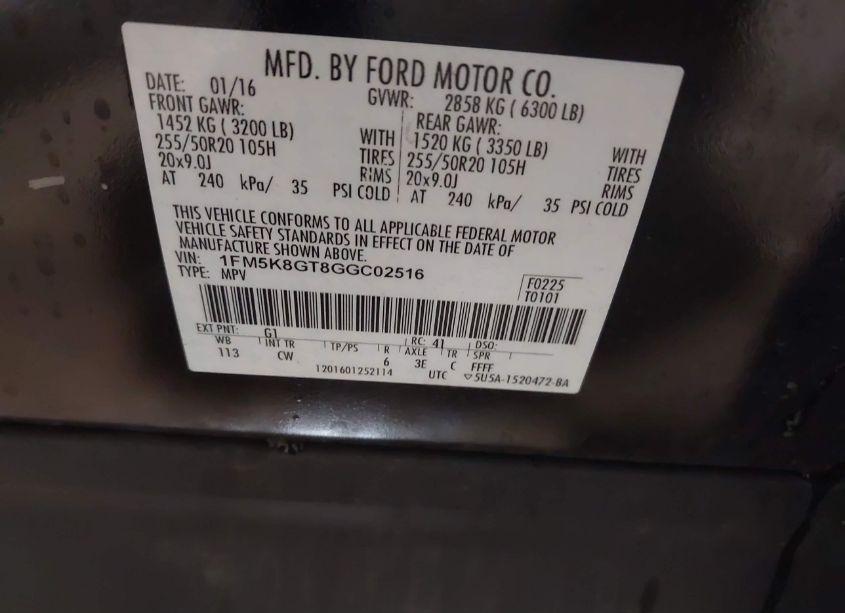 MFD. BY FORD MOTOR CO.
DATE: 01/16 GVWR: 2858 KG ( 6300 LB)
FRONT GAWR: REAR GAWR:
1452 KG ( 3200 LB) WITH 1520 KG ( 3350 LB) WITH
255/50R20 105H TIRES 255/50R20 105H TIRES
20x9.0J RIMS 20x9.0J RIMS
AT 240 kPa/ 35 PSI COLD AT 240 kPa/ 35 PSI COLD
THIS VEHICLE CONFORMS TO ALL APPLICABLE FEDERAL MOTOR
VEHICLE SAFETY STANDARDS IN EFFECT ON THE DATE OF
MANUFACTURE SHOWN ABOVE.
VIN: 1FM5K8GT8GGC02516
TYPE: MPV
F0225
T0101
EXT PNT: G1 RC: 41 DSO:
WB INT TR TP/PS R AXLE TR SPR
113 CW 6 3E C FFFF
1201601252114 UTC ▽5U5A-1520472-BA